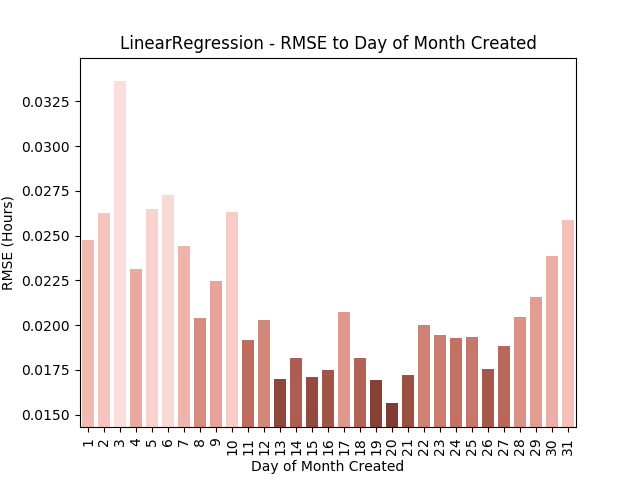 LinearRegression - RMSE to Day of Month Created
RMSE (Hours)
0.0325
0.0300
0.0275
0.0250
0.0225
0.0200
0.0175
0.0150
1 2 3 4 5 6 7 8 9 10 11 12 13 14 15 16 17 18 19 20 21 22 23 24 25 26 27 28 29 30 31
Day of Month Created